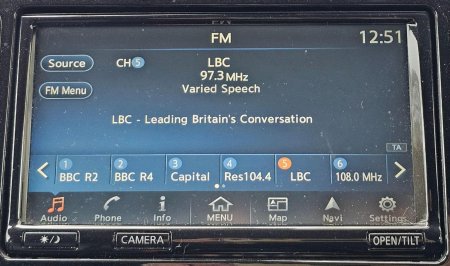 FM
12:51
Source
CH5
LBC
97.3MHz
FM Menu
Varied Speech
LBC - Leading Britain's Conversation
TA
1 2 3 4 5 6
BBC R2 BBC R4 Capital Res104.4 LBC 108.0 MHz
Audio Phone Info MENU Map Navi Settings
CAMERA
OPEN/TILT